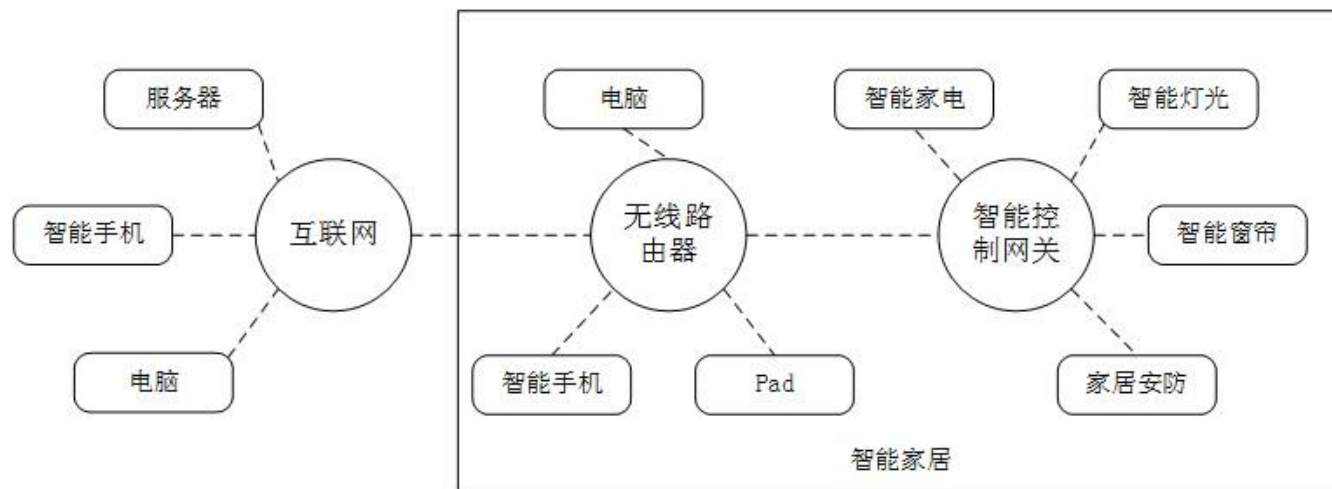 服务器
电脑
智能家电
智能灯光
智能手机
互联网
无线路
由器
智能控
制网关
智能窗帘
电脑
智能手机
Pad
家居安防
智能家居